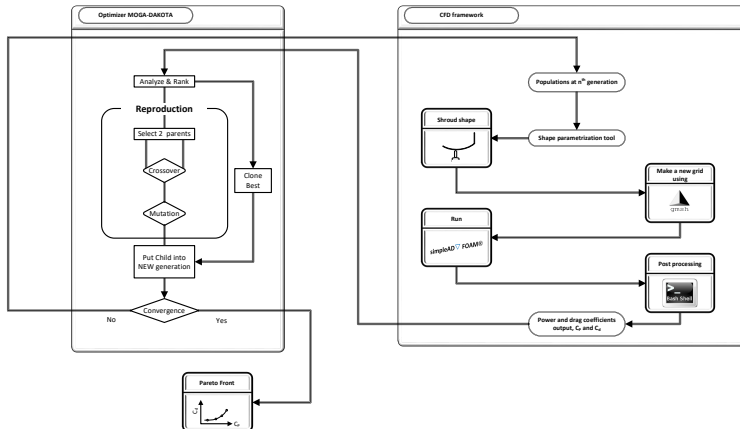 Optimizer MOGA-DAKOTA
Analyze & Rank
Reproduction
Select 2 parents
Crossover
Mutation
Clone
Best
Put Child into
NEW generation
Convergence
No
Yes
Pareto Front
Cₚ
CFD framework
Populations at nᵗʰ generation
Shape parametrization tool
Shroud shape
Make a new grid
using
gmsh
Run
simpleAD▽FOAM®
Post processing
>_
Bash Shell
Power and drag coefficients
output, Cₚ and C_d